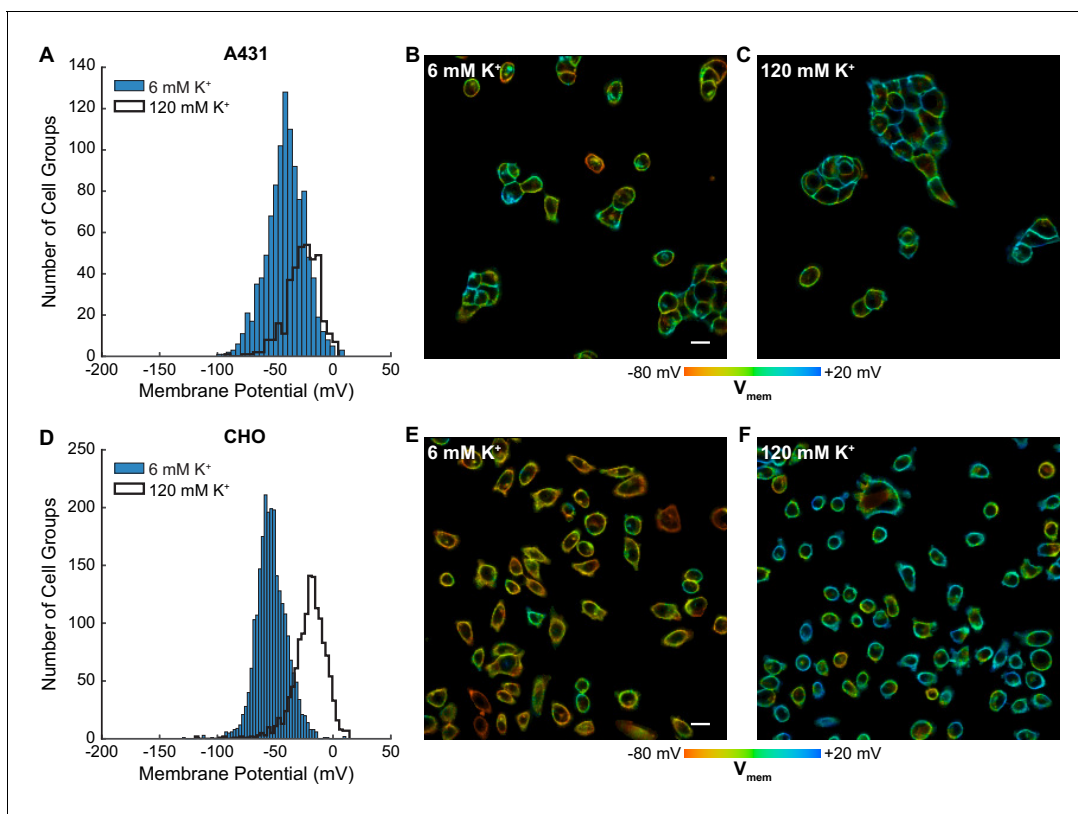 A
A431
140
120
100
80
60
40
20
0
-200
-150
-100
-50
0
50
Number of Cell Groups
Membrane Potential (mV)
6 mM K⁺
120 mM K⁺
B
6 mM K⁺
C
120 mM K⁺
-80 mV
+20 mV
V_mem
D
CHO
250
200
150
100
50
0
-200
-150
-100
-50
0
50
Number of Cell Groups
Membrane Potential (mV)
6 mM K⁺
120 mM K⁺
E
6 mM K⁺
F
120 mM K⁺
-80 mV
+20 mV
V_mem